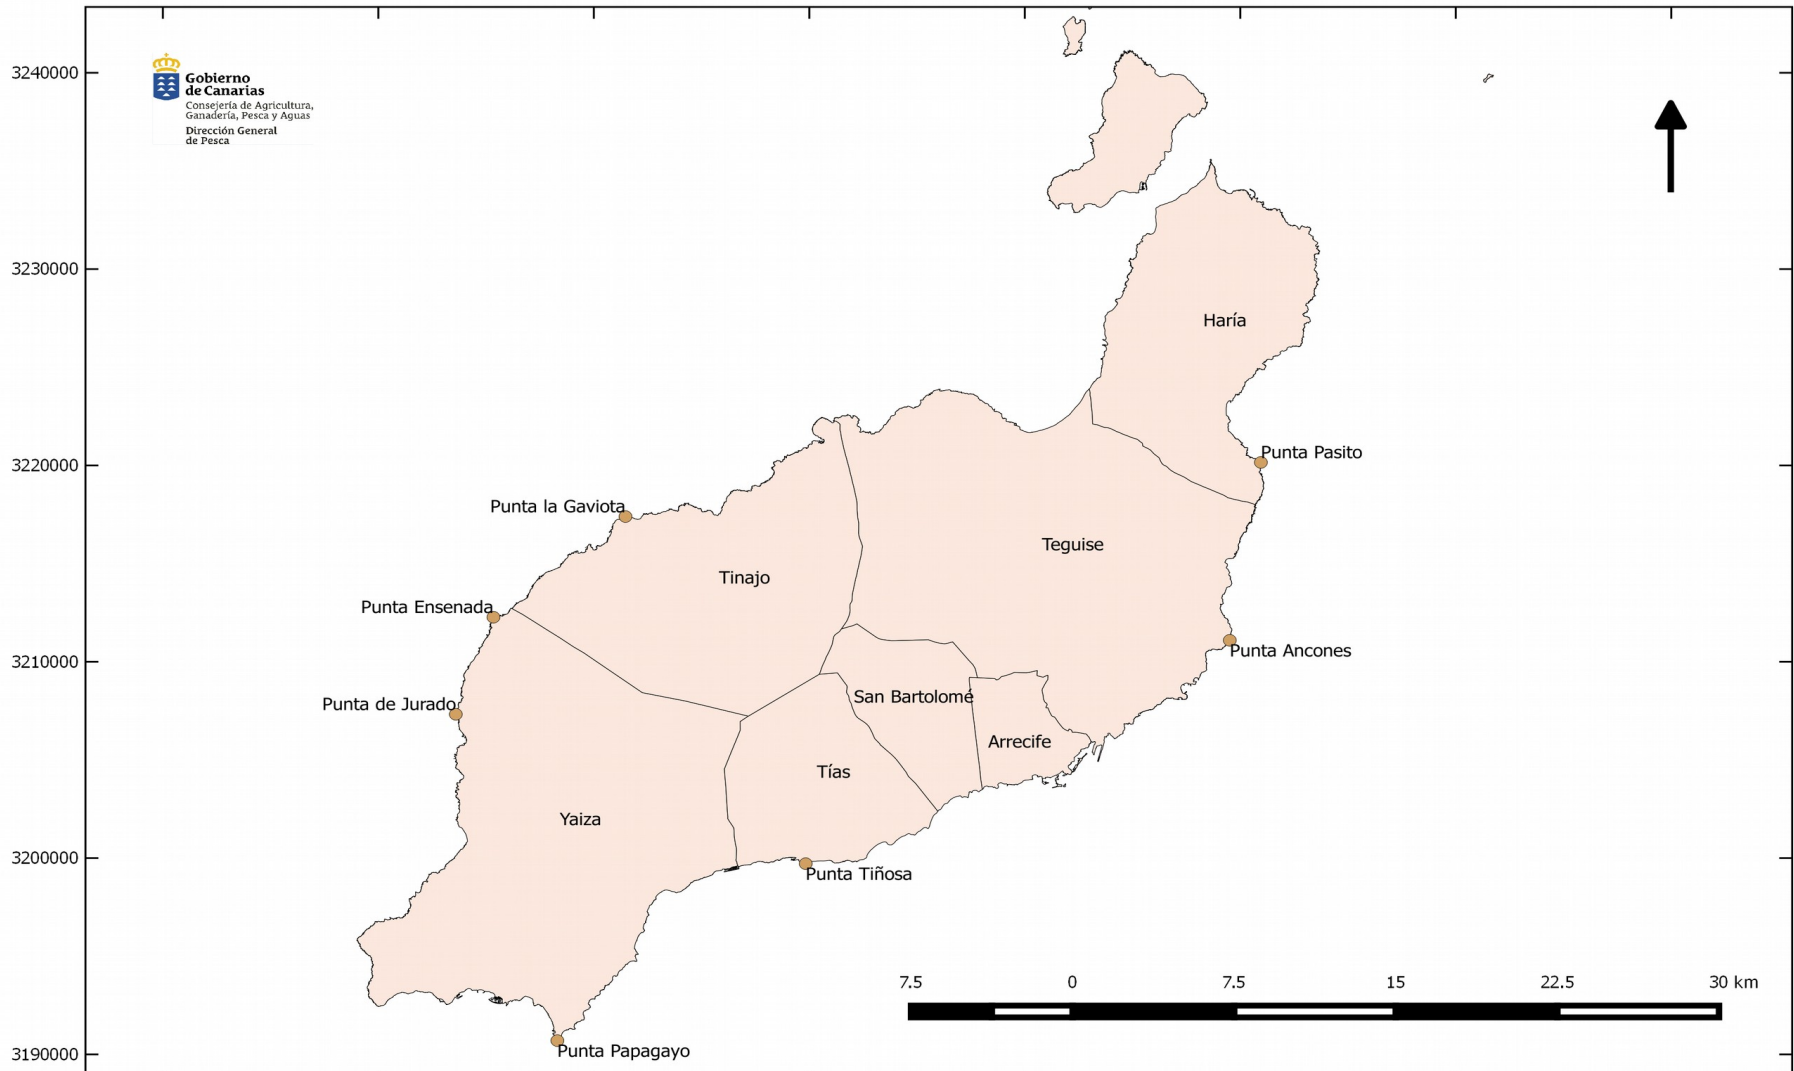 3240000
Gobierno
de Canarias
Consejería de Agricultura,
Ganadería, Pesca y Aguas
Dirección General
de Pesca
3230000
Haría
3220000
Punta Pasito
Punta la Gaviota
Teguise
Tinajo
Punta Ensenada
3210000
Punta Ancones
San Bartolomé
Punta de Jurado
Arrecife
Tías
Yaiza
3200000
Punta Tiñosa
7.5 0 7.5 15 22.5 30 km
3190000
Punta Papagayo